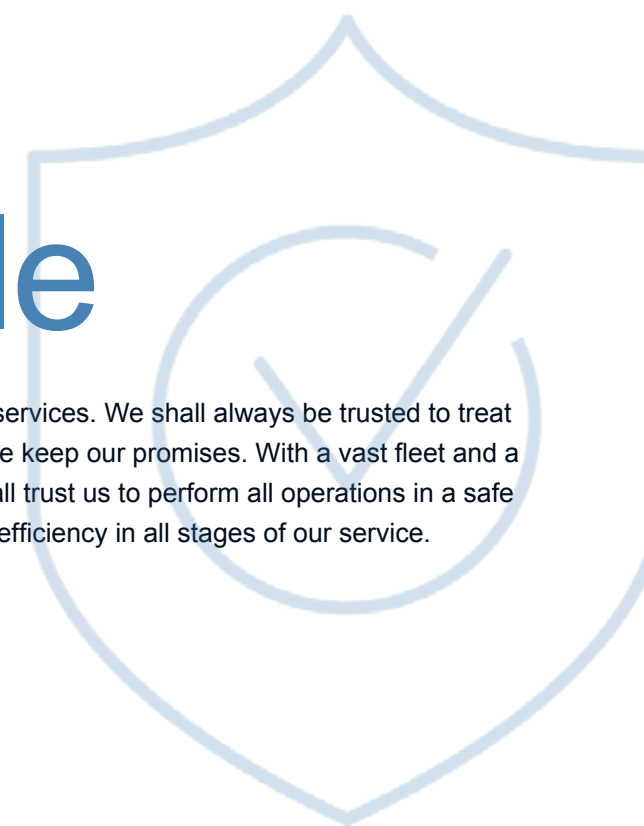 le
services. We shall always be trusted to treat
e keep our promises. With a vast fleet and a
all trust us to perform all operations in a safe
efficiency in all stages of our service.